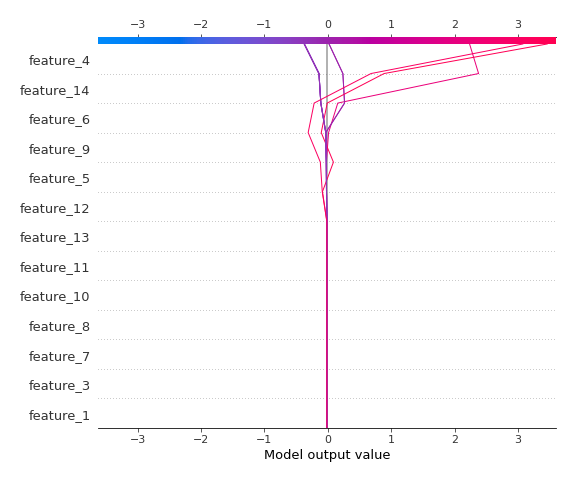 −3 −2 −1 0 1 2 3
feature_4
feature_14
feature_6
feature_9
feature_5
feature_12
feature_13
feature_11
feature_10
feature_8
feature_7
feature_3
feature_1
−3 −2 −1 0 1 2 3
Model output value